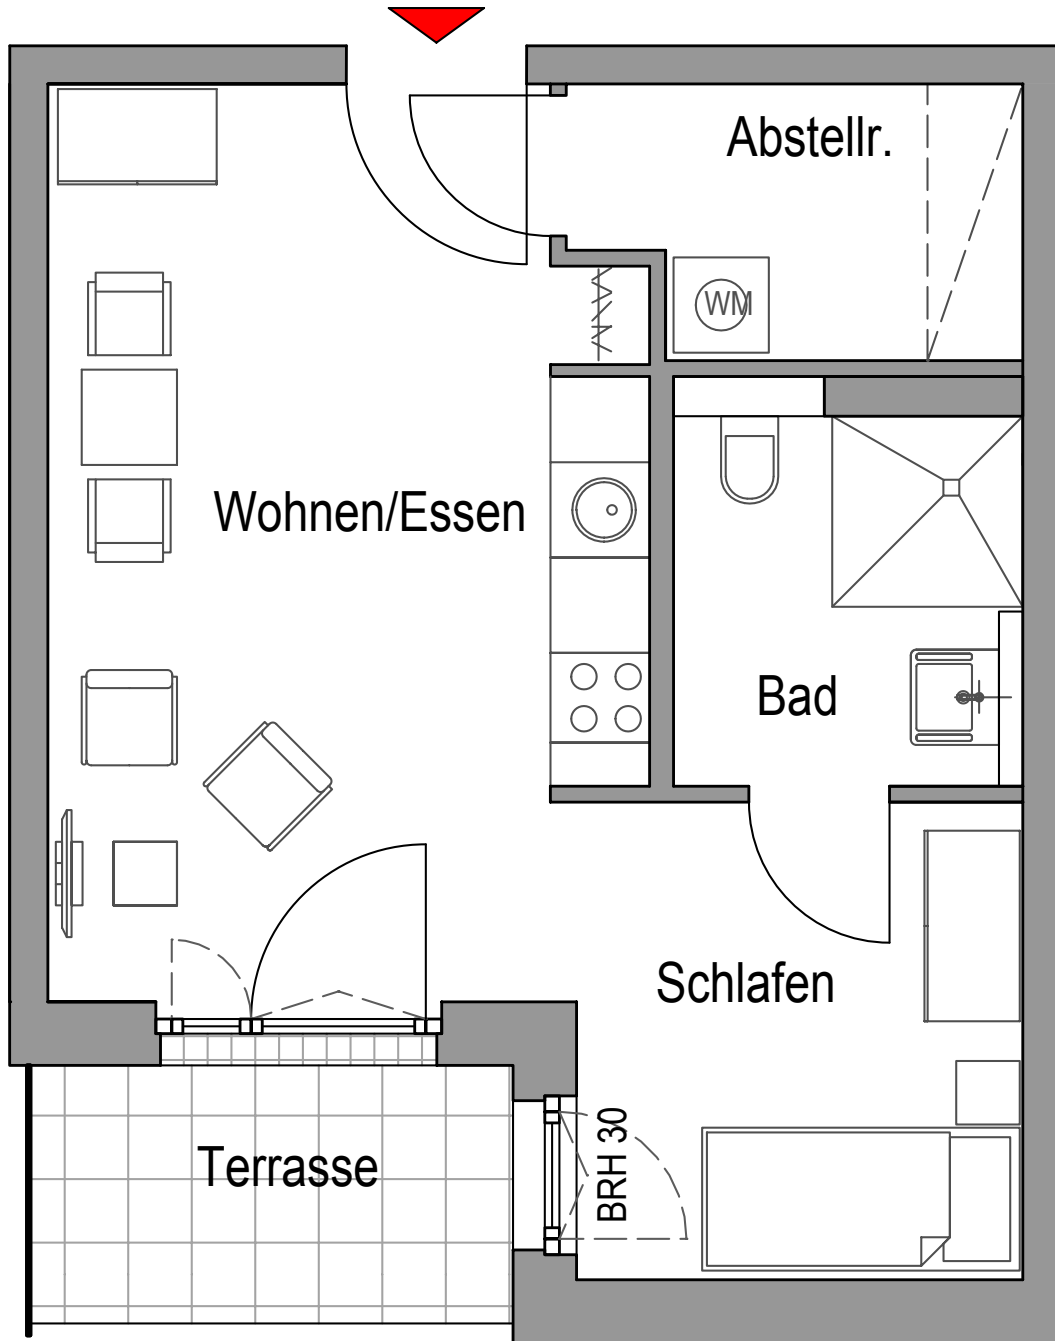 Abstellr.
WM
Wohnen/Essen
Bad
Schlafen
BRH 30
Terrasse